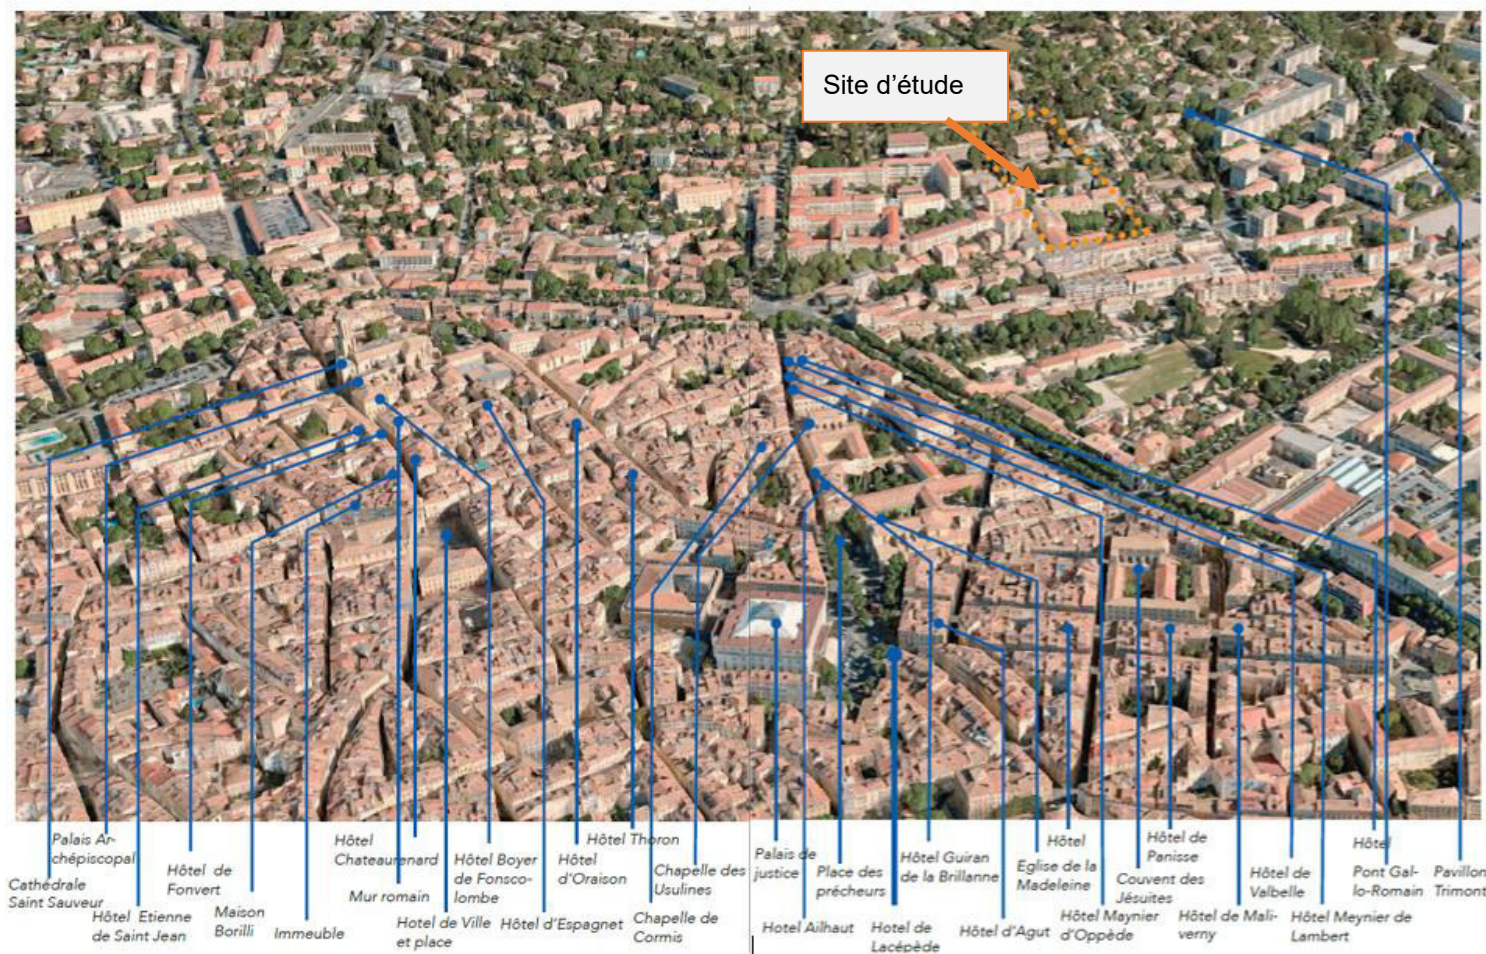 Site d'étude
Palais Ar-
chépiscopal
Cathédrale
Saint Sauveur
Hôtel Etienne
de Saint Jean
Hôtel de
Fonvert
Maison
Borilli
Immeuble
Hôtel
Chateaurenard
Mur romain
Hotel de Ville
et place
Hôtel Boyer
de Fonsco-
lombe
Hôtel d'Espagnet
Hôtel
d'Oraison
Hôtel Thoron
Chapelle des
Usulines
Chapelle de
Cormis
Palais de
justice
Hotel Ailhaut
Place des
prêcheurs
Hotel de
Lacépède
Hôtel Guiran
de la Brillanne
Hôtel d'Agut
Eglise de la
Madeleine
Hôtel
Hôtel Maynier
d'Oppède
Couvent des
Jésuites
Hôtel de
Panisse
Hôtel de Mali-
verny
Hôtel de
Valbelle
Hôtel Meynier de
Lambert
Hôtel
Pont Gal-
lo-Romain
Pavillon
Trimont